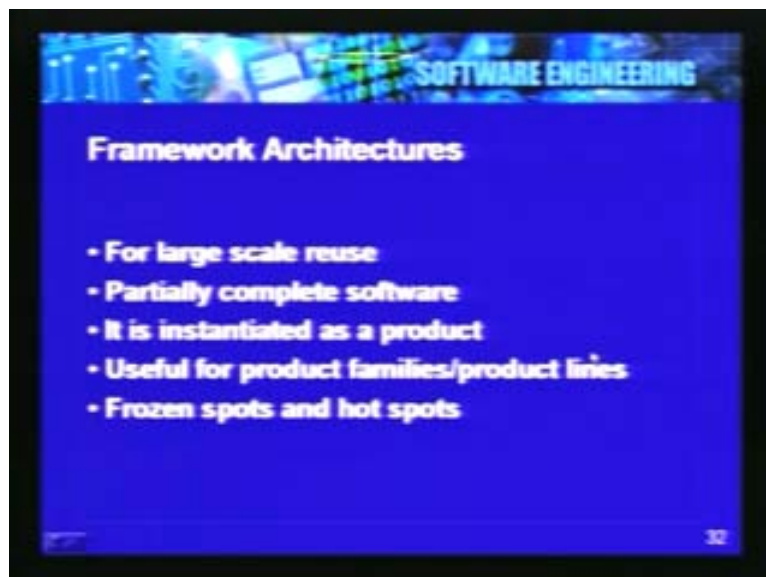 SOFTWARE ENGINEERING
Framework Architectures
• For large scale reuse
• Partially complete software
• It is instantiated as a product
• Useful for product families/product lines
• Frozen spots and hot spots
32